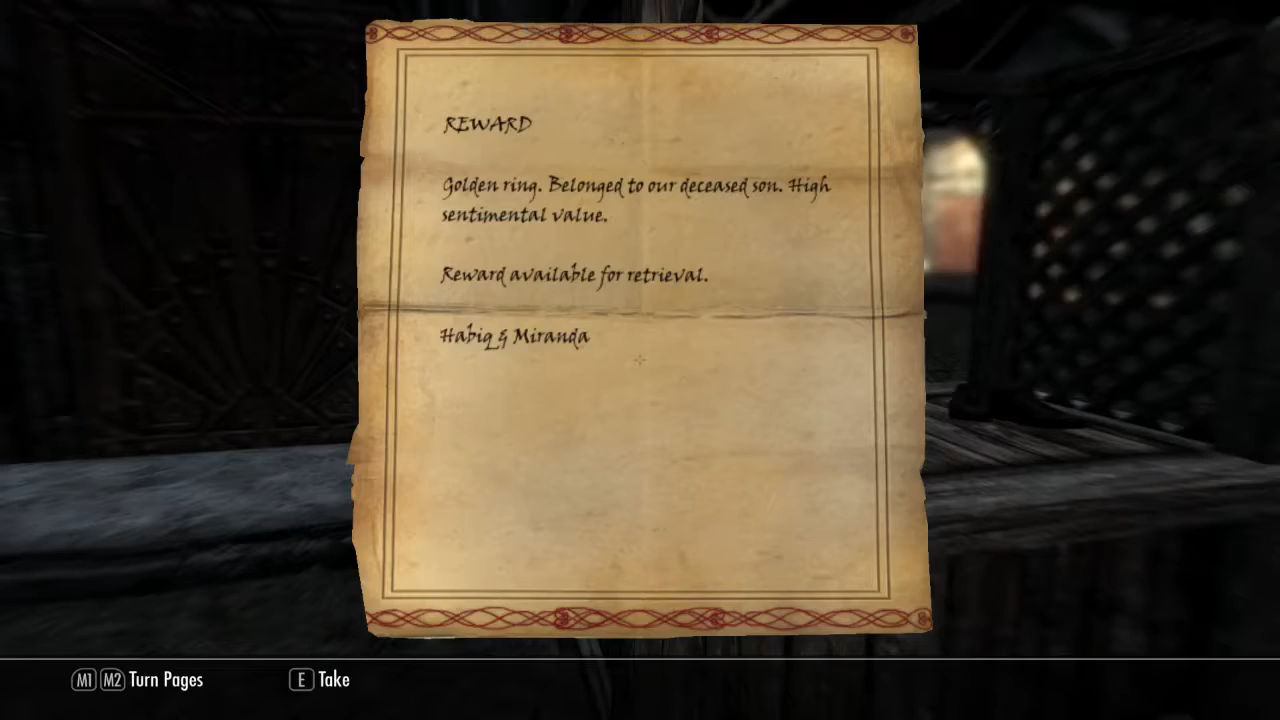 REWARD
Golden ring. Belonged to our deceased son. High
sentimental value.
Reward available for retrieval.
Habiq & Miranda
M1 M2 Turn Pages
E Take